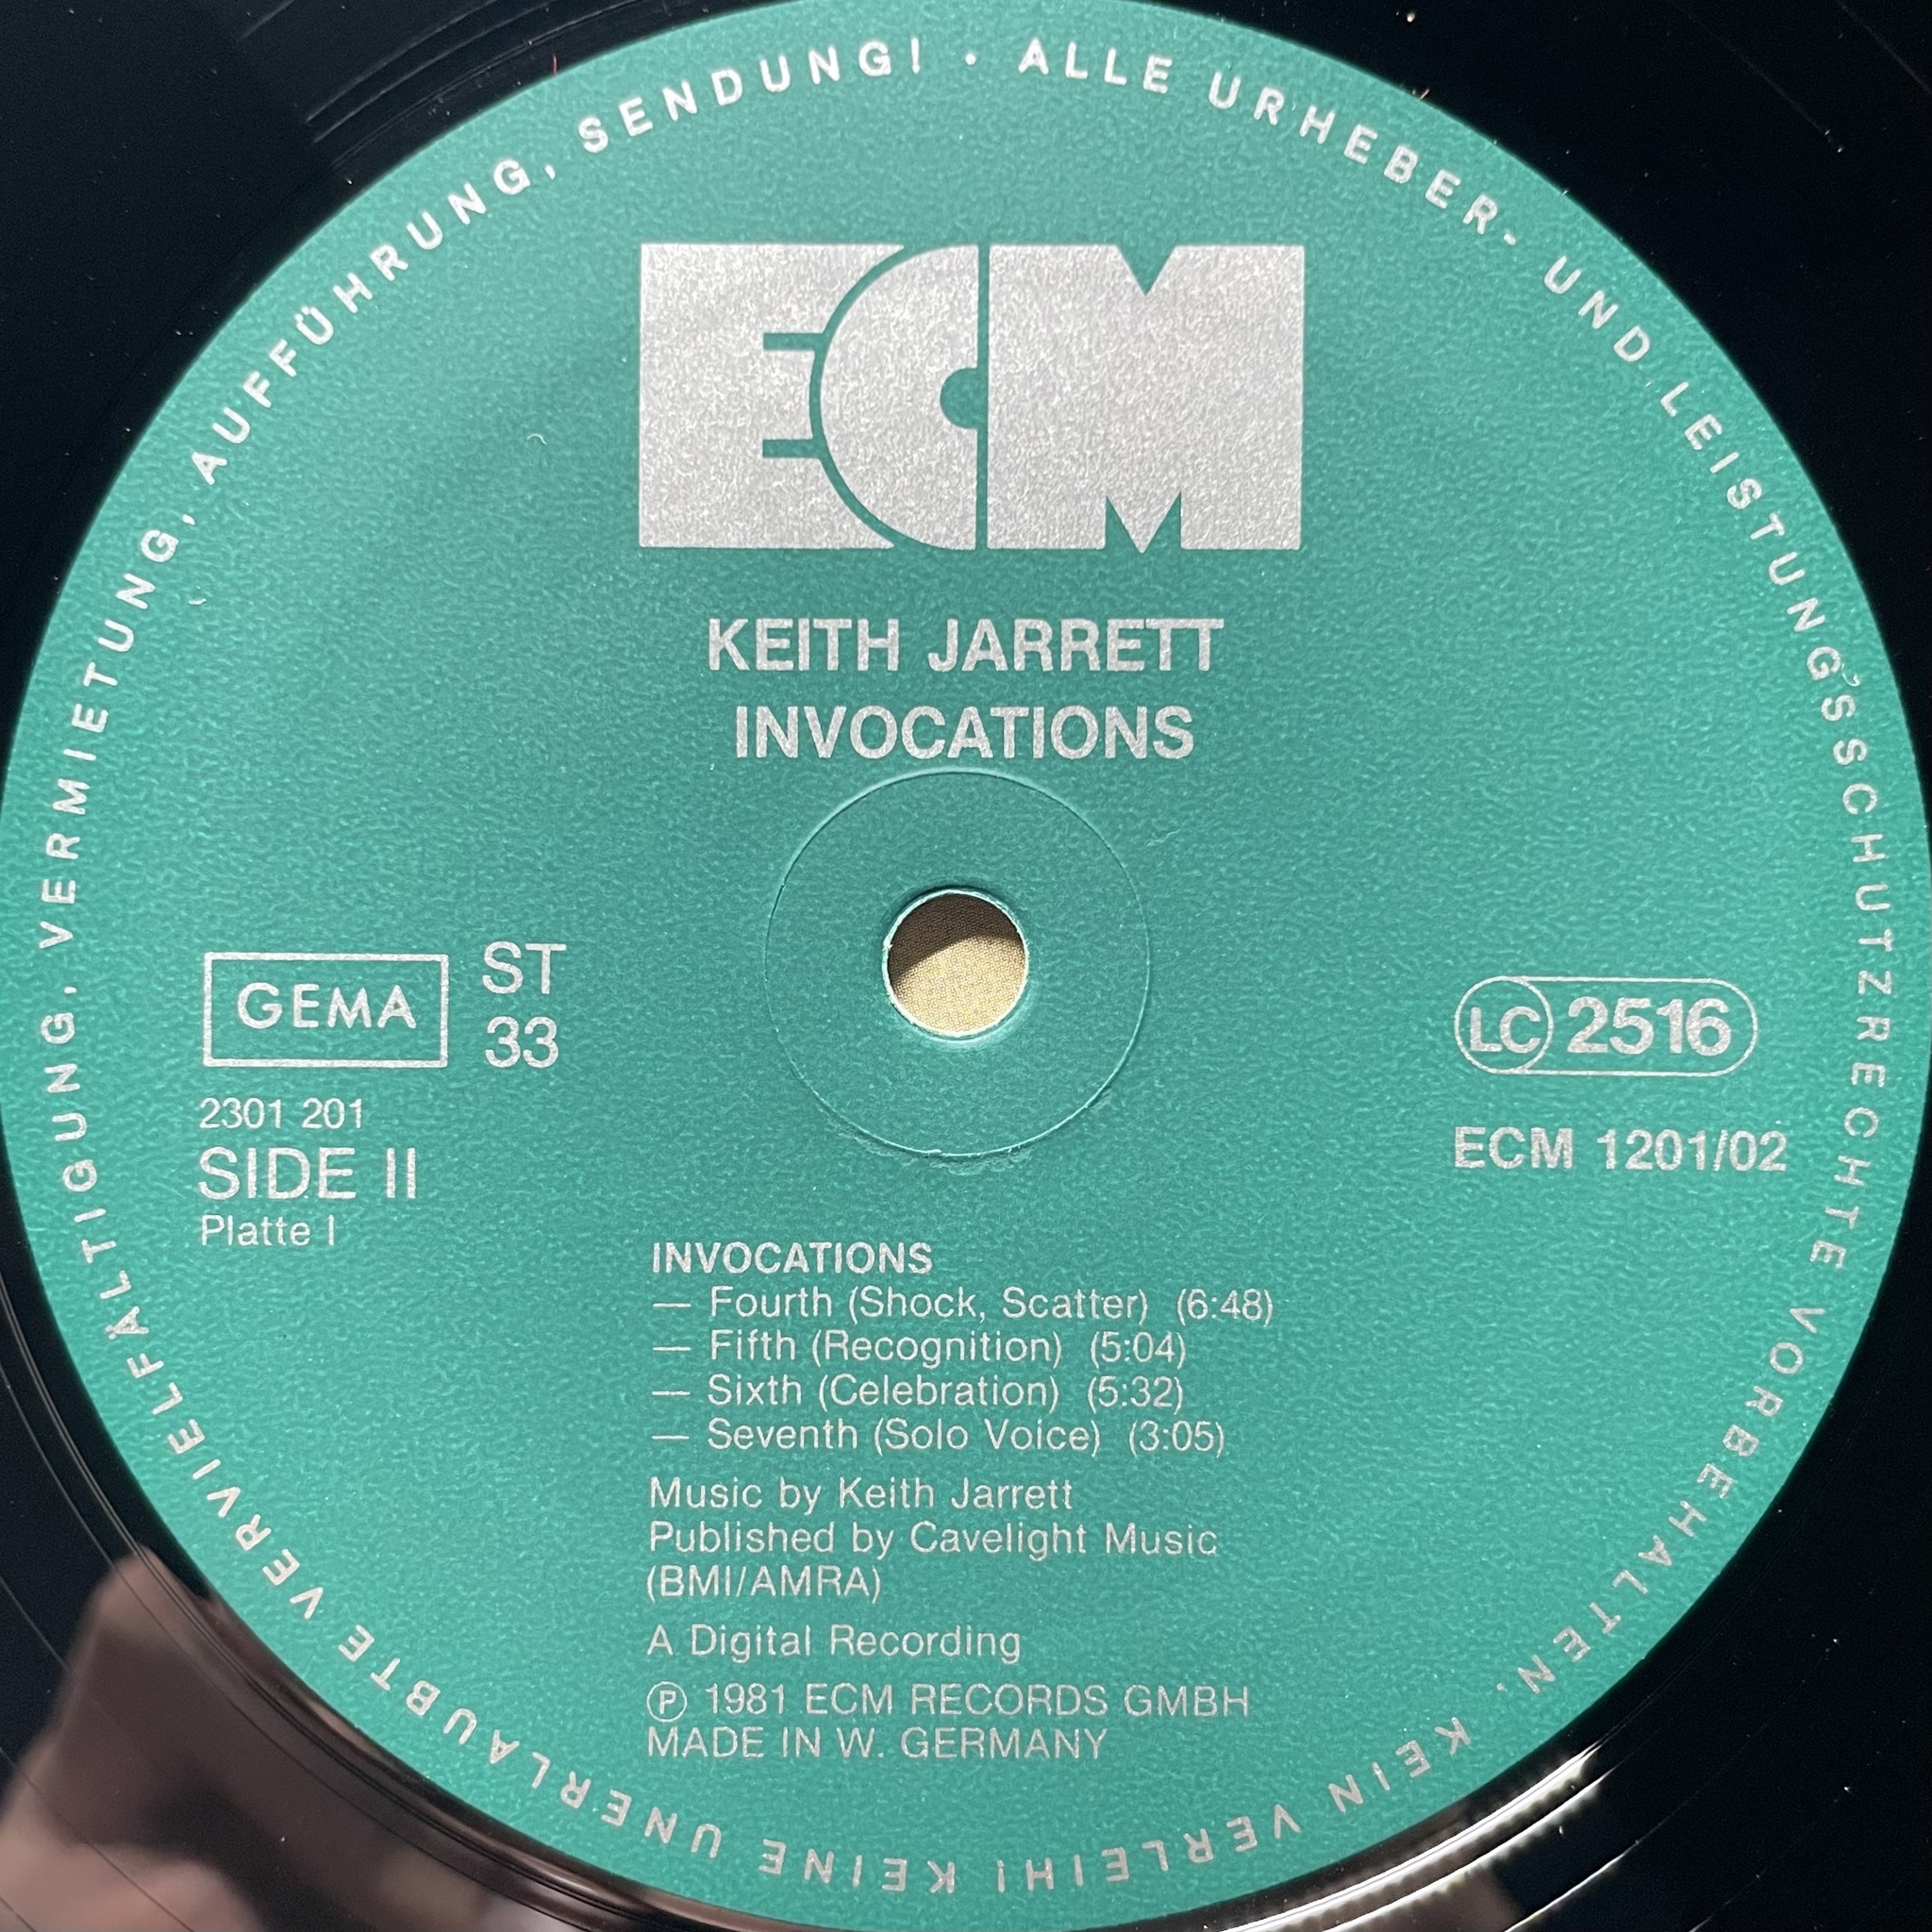 ALLE URHEBER- UND LEISTUNGSSCHUTZRECHTE VORBEHALTEN. KEIN VERLEIH! KEINE UNERLAUBTE VERVIELFÄLTIGUNG, VERMIETUNG, AUFFÜHRUNG, SENDUNG! •
ECM
KEITH JARRETT
INVOCATIONS
GEMA
ST
33
2301 201
SIDE II
Platte I
LC 2516
ECM 1201/02
INVOCATIONS
— Fourth (Shock, Scatter) (6:48)
— Fifth (Recognition) (5:04)
— Sixth (Celebration) (5:32)
— Seventh (Solo Voice) (3:05)
Music by Keith Jarrett
Published by Cavelight Music
(BMI/AMRA)
A Digital Recording
℗ 1981 ECM RECORDS GMBH
MADE IN W. GERMANY